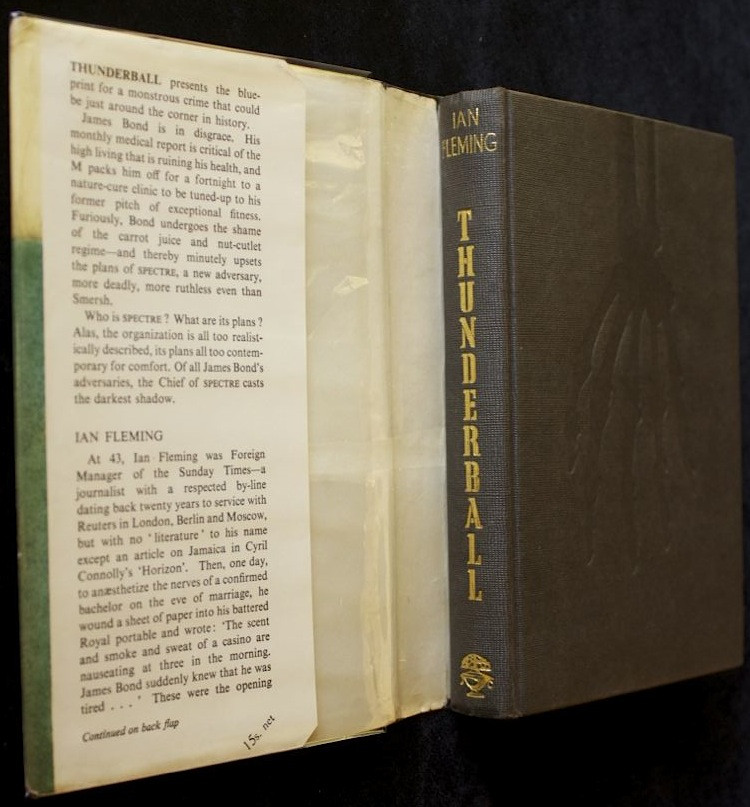 THUNDERBALL presents the blue-
print for a monstrous crime that could
be just around the corner in history.
James Bond is in disgrace. His
monthly medical report is critical of the
high living that is ruining his health, and
M packs him off for a fortnight to a
nature-cure clinic to be tuned-up to his
former pitch of exceptional fitness.
Furiously, Bond undergoes the shame
of the carrot juice and nut-cutlet
regime—and thereby minutely upsets
the plans of SPECTRE, a new adversary,
more deadly, more ruthless even than
Smersh.
Who is SPECTRE? What are its plans?
Alas, the organization is all too realist-
ically described, its plans all too contem-
porary for comfort. Of all James Bond's
adversaries, the Chief of SPECTRE casts
the darkest shadow.
IAN FLEMING
At 43, Ian Fleming was Foreign
Manager of the Sunday Times—a
journalist with a respected by-line
dating back twenty years to service with
Reuters in London, Berlin and Moscow,
but with no 'literature' to his name
except an article on Jamaica in Cyril
Connolly's 'Horizon'. Then, one day,
to anæsthetize the nerves of a confirmed
bachelor on the eve of marriage, he
wound a sheet of paper into his battered
Royal portable and wrote: 'The scent
and smoke and sweat of a casino are
nauseating at three in the morning.
James Bond suddenly knew that he was
tired . . .' These were the opening
Continued on back flap
15s. net
IAN
FLEMING
THUNDERBALL